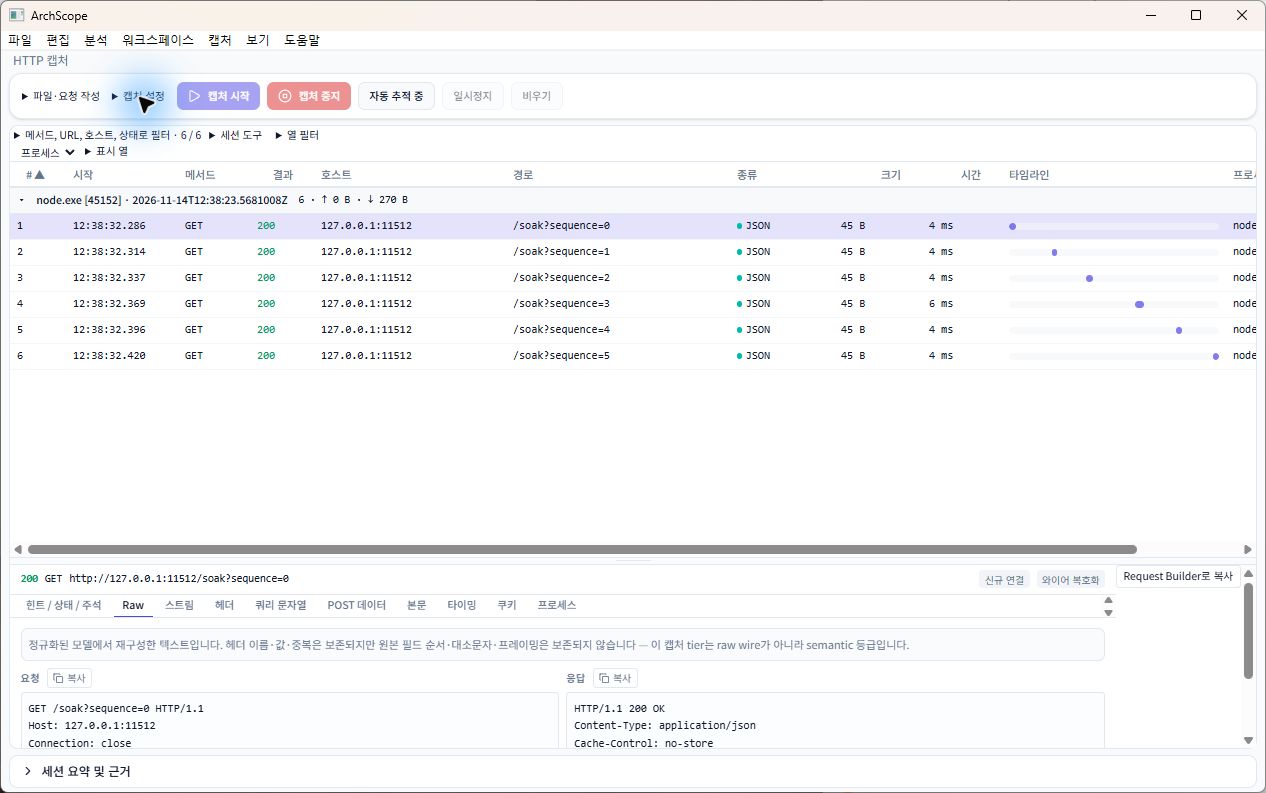 ArchScope
파일 편집 분석 워크스페이스 캡처 보기 도움말
HTTP 캡처
▶ 파일·요청 작성 ▶ 캡처 설정 캡처 시작 캡처 중지 자동 추적 중 일시정지 비우기
▶ 메서드, URL, 호스트, 상태로 필터 · 6 / 6 ▶ 세션 도구 ▶ 열 필터
프로세스 ▶ 표시 열
# ▲ 시작 메서드 결과 호스트 경로 종류 크기 시간 타임라인
node.exe [45152] · 2026-11-14T12:38:23.5681008Z 6 · ↑ 0 B · ↓ 270 B
1 12:38:32.286 GET 200 127.0.0.1:11512 /soak?sequence=0 JSON 45 B 4 ms node
2 12:38:32.314 GET 200 127.0.0.1:11512 /soak?sequence=1 JSON 45 B 4 ms node
3 12:38:32.337 GET 200 127.0.0.1:11512 /soak?sequence=2 JSON 45 B 4 ms node
4 12:38:32.369 GET 200 127.0.0.1:11512 /soak?sequence=3 JSON 45 B 6 ms node
5 12:38:32.396 GET 200 127.0.0.1:11512 /soak?sequence=4 JSON 45 B 4 ms node
6 12:38:32.420 GET 200 127.0.0.1:11512 /soak?sequence=5 JSON 45 B 4 ms node
200 GET http://127.0.0.1:11512/soak?sequence=0 신규 연결 와이어 복호화 Request Builder로 복사
힌트 / 상태 / 주석 Raw 스트림 헤더 쿼리 문자열 POST 데이터 본문 타이밍 쿠키 프로세스
정규화된 모델에서 재구성한 텍스트입니다. 헤더 이름·값·중복은 보존되지만 원본 필드 순서·대소문자·프레이밍은 보존되지 않습니다 — 이 캡처 tier는 raw wire가 아니라 semantic 등급입니다.
요청 복사 응답 복사
GET /soak?sequence=0 HTTP/1.1
Host: 127.0.0.1:11512
Connection: close
HTTP/1.1 200 OK
Content-Type: application/json
Cache-Control: no-store
세션 요약 및 근거